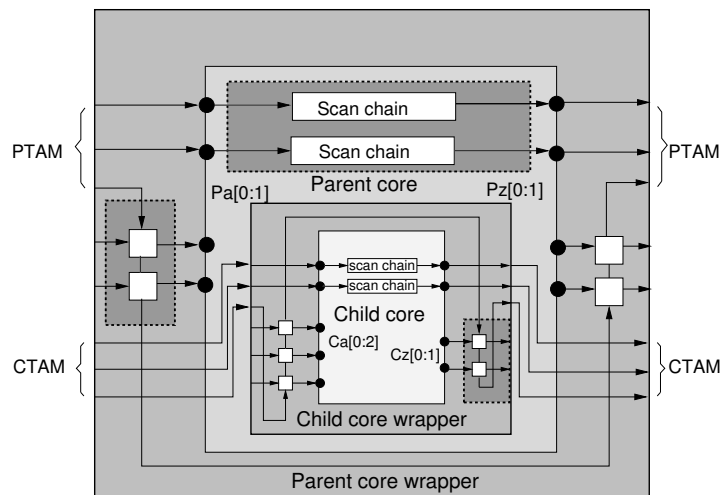 Scan chain
PTAM
PTAM
Scan chain
Parent core
Pa[0:1]
Pz[0:1]
scan chain
scan chain
Child core
Ca[0:2]
Cz[0:1]
CTAM
CTAM
Child core wrapper
Parent core wrapper